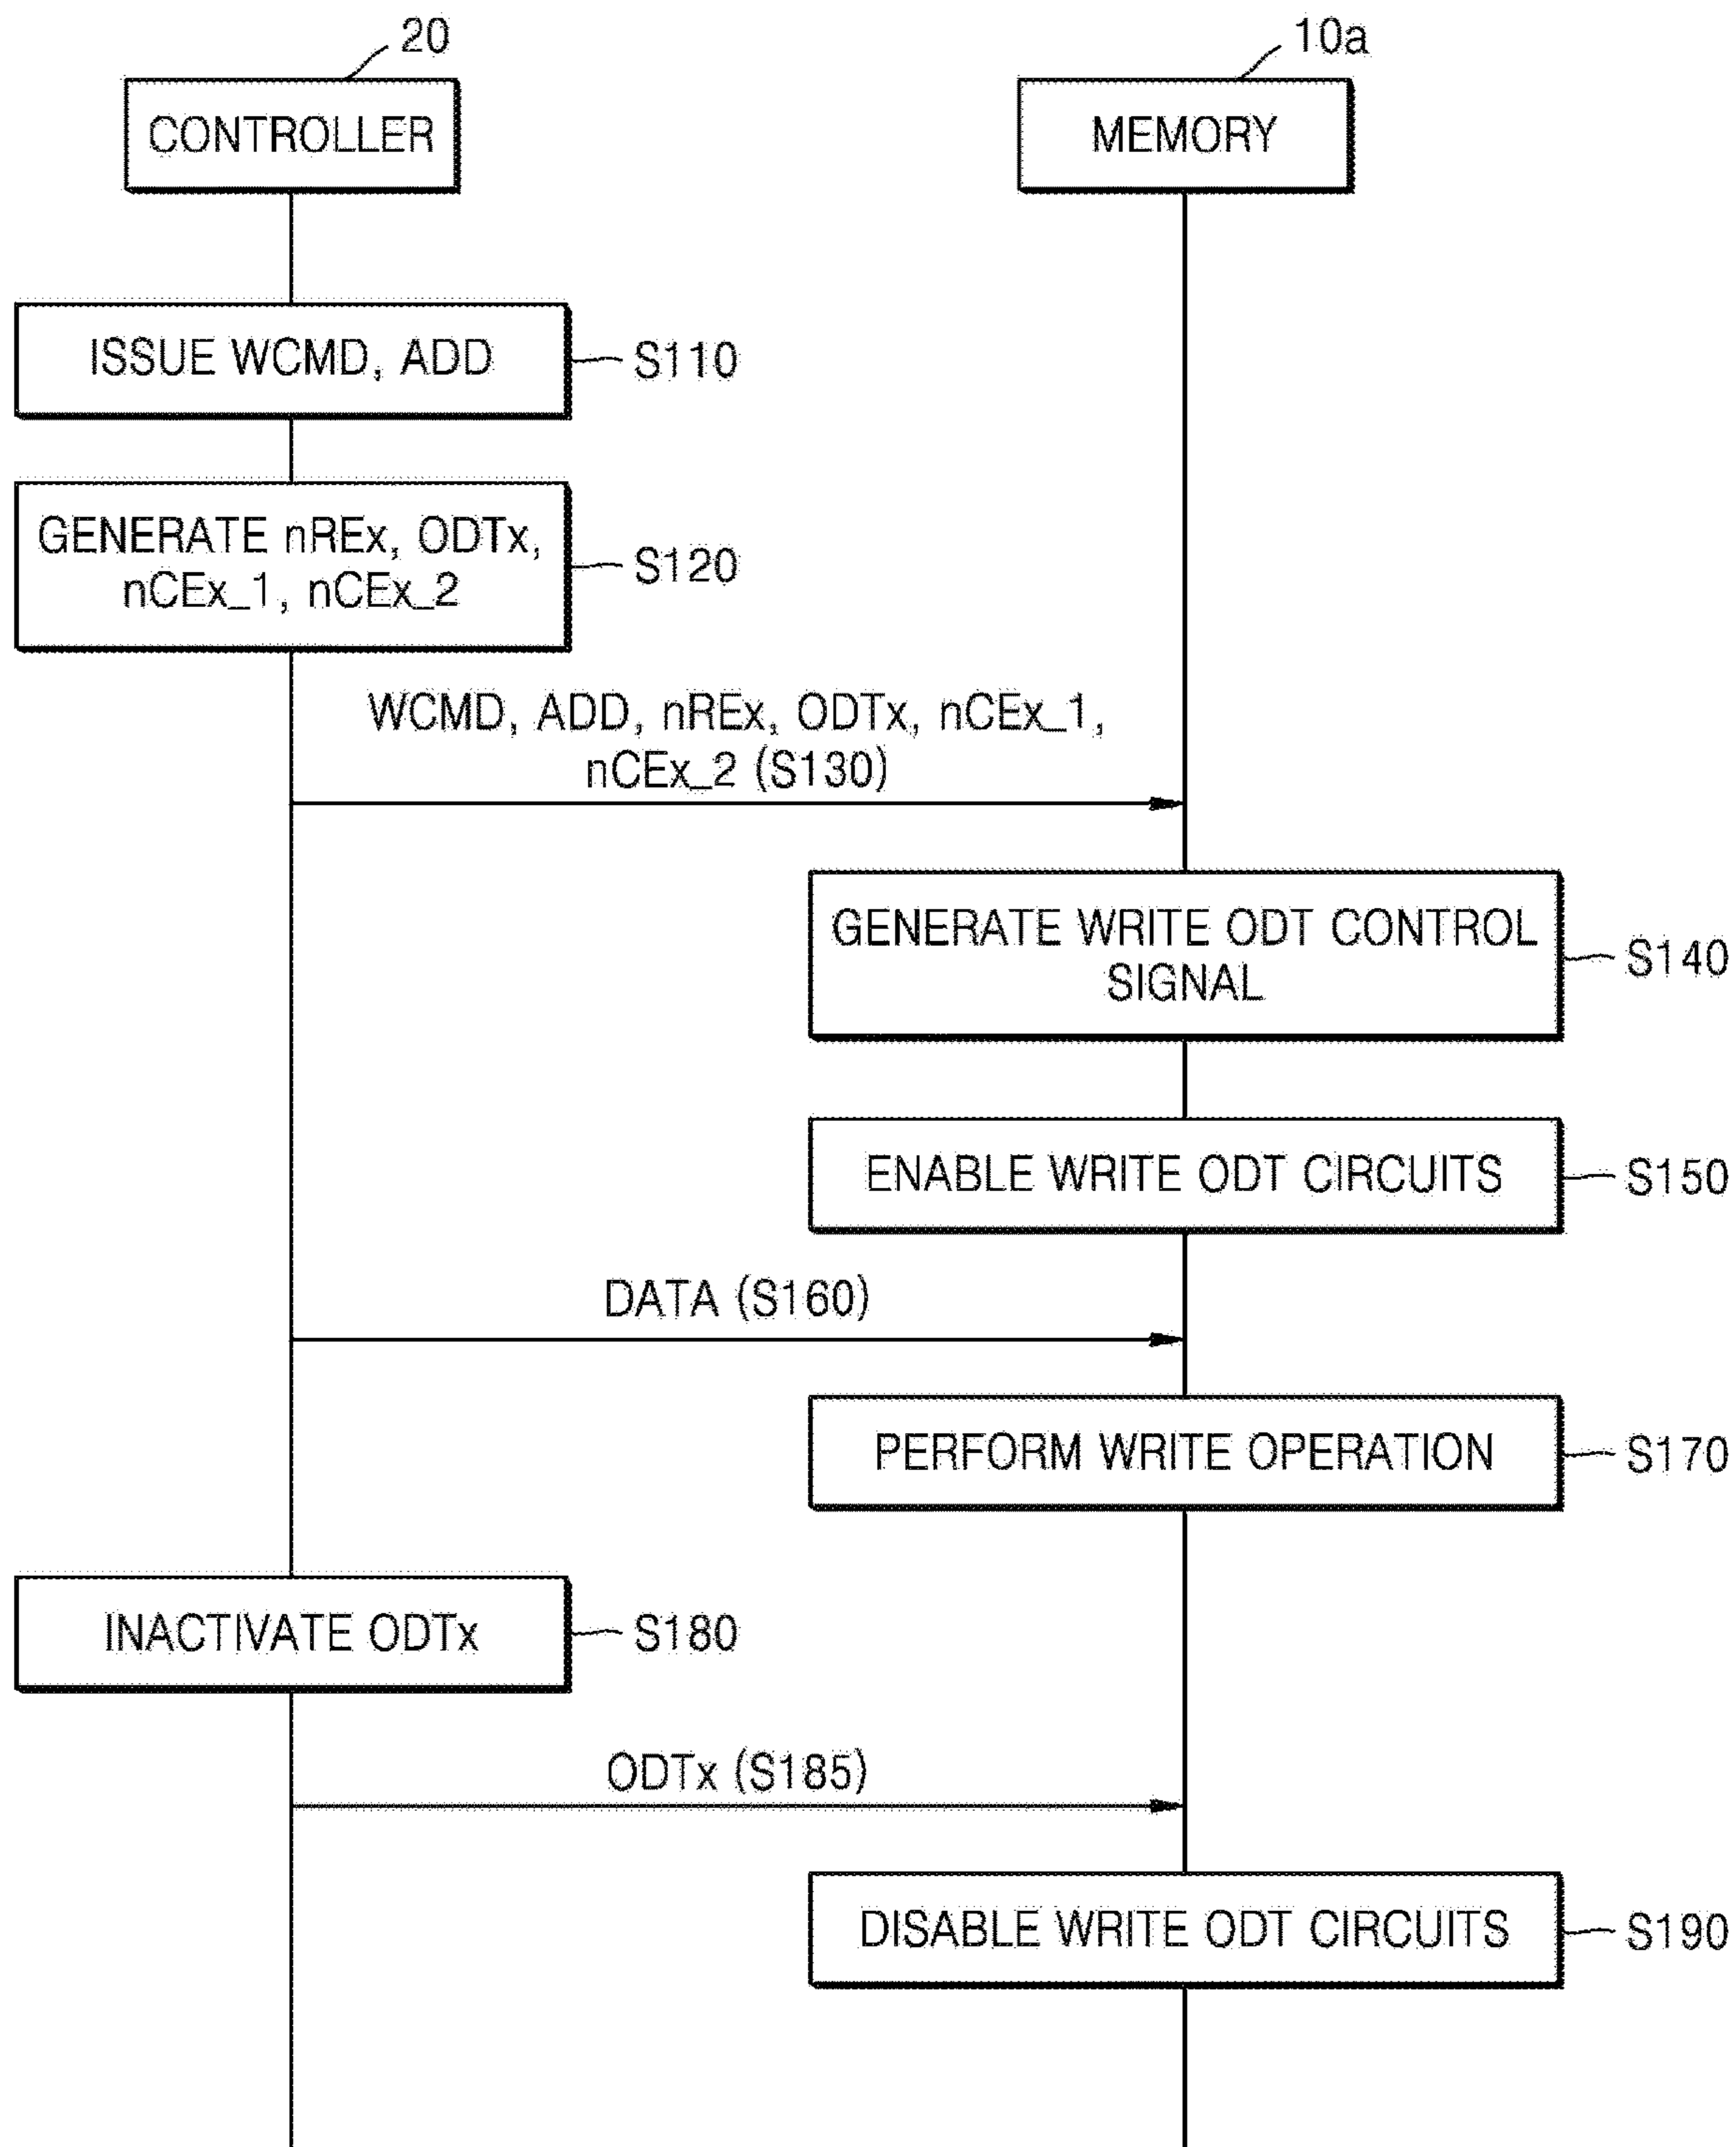 20
10a
CONTROLLER
MEMORY
ISSUE WCMD, ADD
S110
GENERATE nREx, ODTx,
nCEx_1, nCEx_2
S120
WCMD, ADD, nREx, ODTx, nCEx_1,
nCEx_2 (S130)
GENERATE WRITE ODT CONTROL
SIGNAL
S140
ENABLE WRITE ODT CIRCUITS
S150
DATA (S160)
PERFORM WRITE OPERATION
S170
INACTIVATE ODTx
S180
ODTx (S185)
DISABLE WRITE ODT CIRCUITS
S190